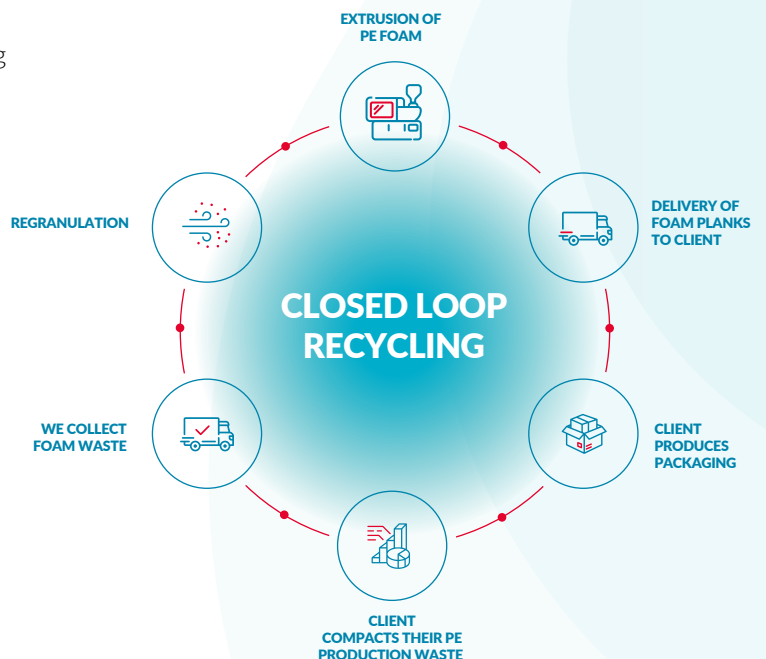 EXTRUSION OF
PE FOAM
g
DELIVERY OF
FOAM PLANKS
TO CLIENT
REGRANULATION
CLOSED LOOP
RECYCLING
WE COLLECT
FOAM WASTE
CLIENT
PRODUCES
PACKAGING
CLIENT
COMPACTS THEIR PE
PRODUCTION WASTE